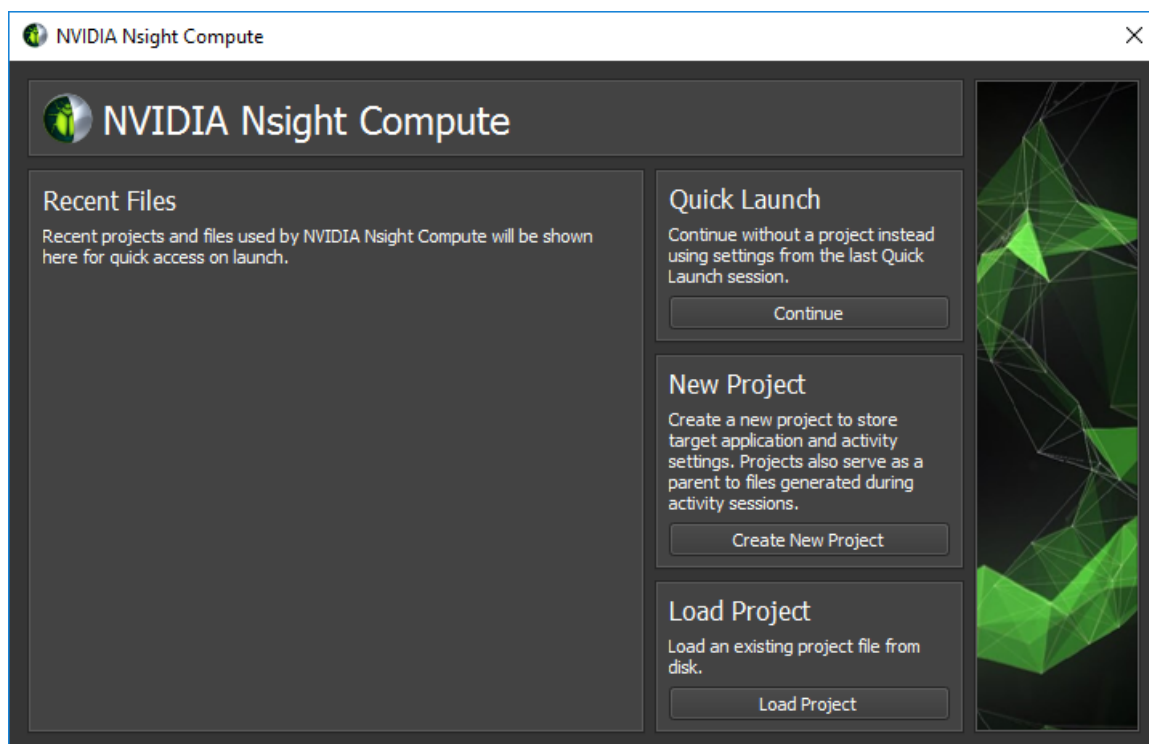 NVIDIA Nsight Compute
NVIDIA Nsight Compute
Recent Files
Recent projects and files used by NVIDIA Nsight Compute will be shown
here for quick access on launch.
Quick Launch
Continue without a project instead
using settings from the last Quick
Launch session.
Continue
New Project
Create a new project to store
target application and activity
settings. Projects also serve as a
parent to files generated during
activity sessions.
Create New Project
Load Project
Load an existing project file from
disk.
Load Project